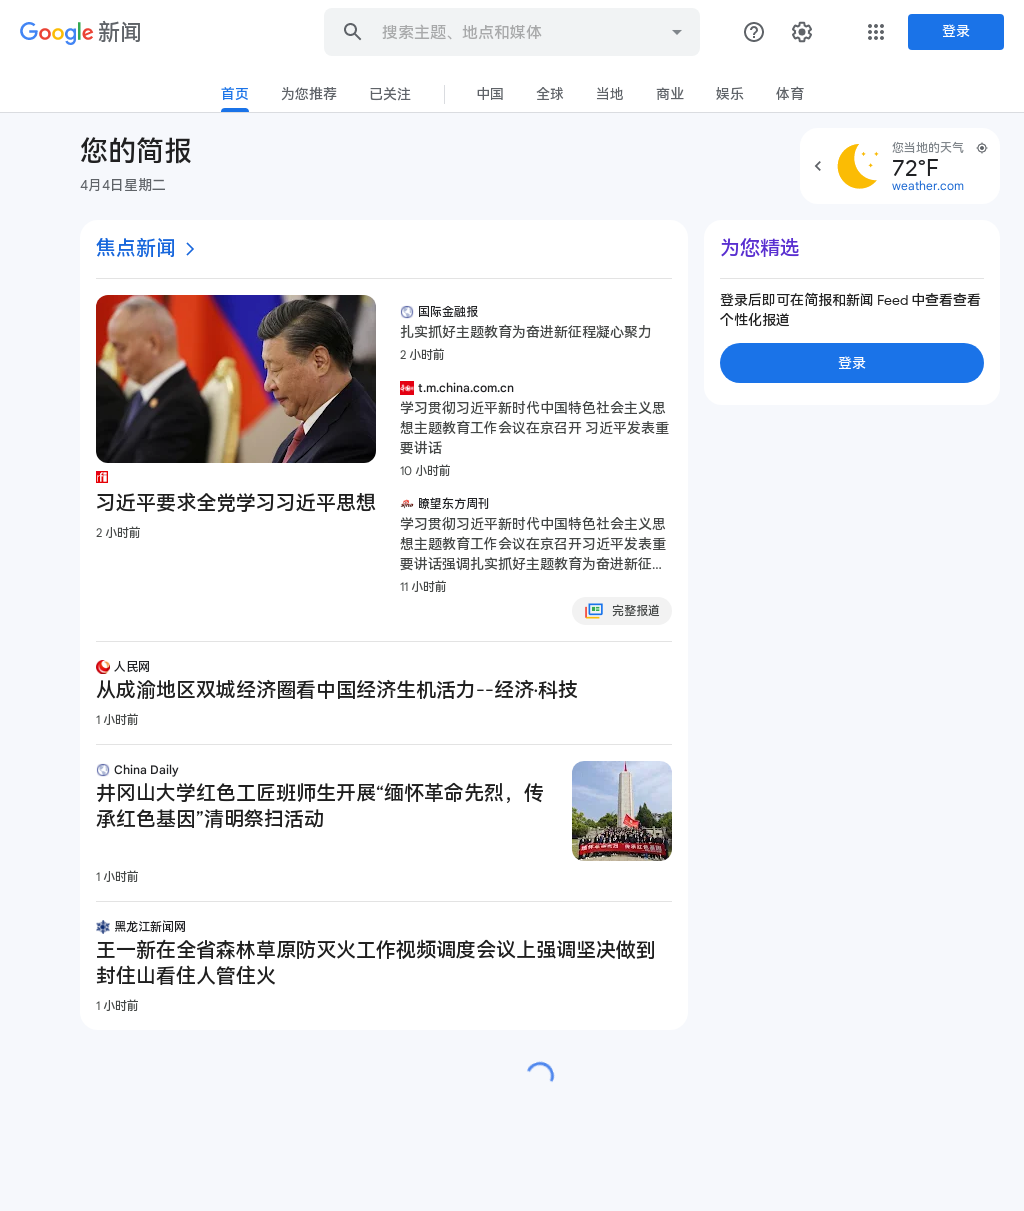 Google 新闻
搜索主题、地点和媒体
登录
首页
为您推荐
已关注
中国
全球
当地
商业
娱乐
体育
您的简报
4月4日星期二
您当地的天气
72°F
weather.com
焦点新闻
习近平要求全党学习习近平思想
2 小时前
国际金融报
扎实抓好主题教育为奋进新征程凝心聚力
2 小时前
t.m.china.com.cn
学习贯彻习近平新时代中国特色社会主义思
想主题教育工作会议在京召开 习近平发表重
要讲话
10 小时前
瞭望东方周刊
学习贯彻习近平新时代中国特色社会主义思
想主题教育工作会议在京召开习近平发表重
要讲话强调扎实抓好主题教育为奋进新征...
11 小时前
完整报道
人民网
从成渝地区双城经济圈看中国经济生机活力--经济·科技
1 小时前
China Daily
井冈山大学红色工匠班师生开展“缅怀革命先烈，传
承红色基因”清明祭扫活动
1 小时前
黑龙江新闻网
王一新在全省森林草原防灭火工作视频调度会议上强调坚决做到
封住山看住人管住火
1 小时前
为您精选
登录后即可在简报和新闻 Feed 中查看查看
个性化报道
登录